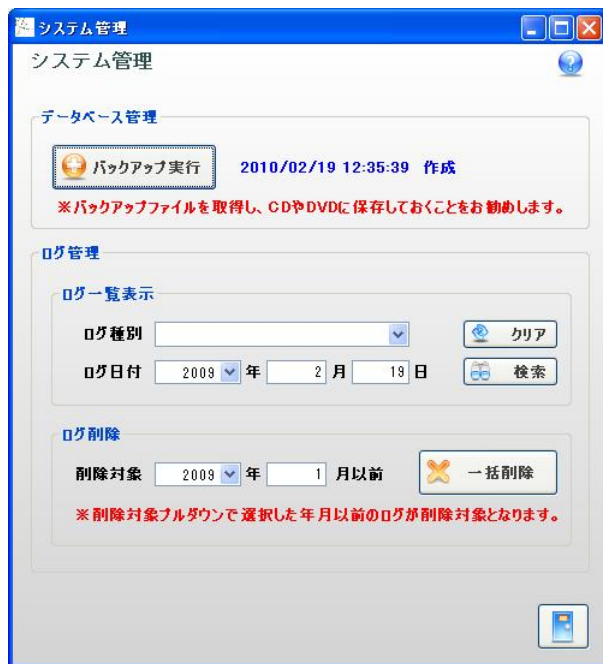 システム管理
システム管理
データベース管理
バックアップ実行 2010/02/19 12:35:39 作成
※バックアップファイルを取得し、CDやDVDに保存しておくことをお勧めします。
ログ管理
ログ一覧表示
ログ種別 クリア
ログ日付 2009 年 2 月 19 日 検索
ログ削除
削除対象 2009 年 1 月以前 一括削除
※削除対象プルダウンで選択した年月以前のログが削除対象となります。